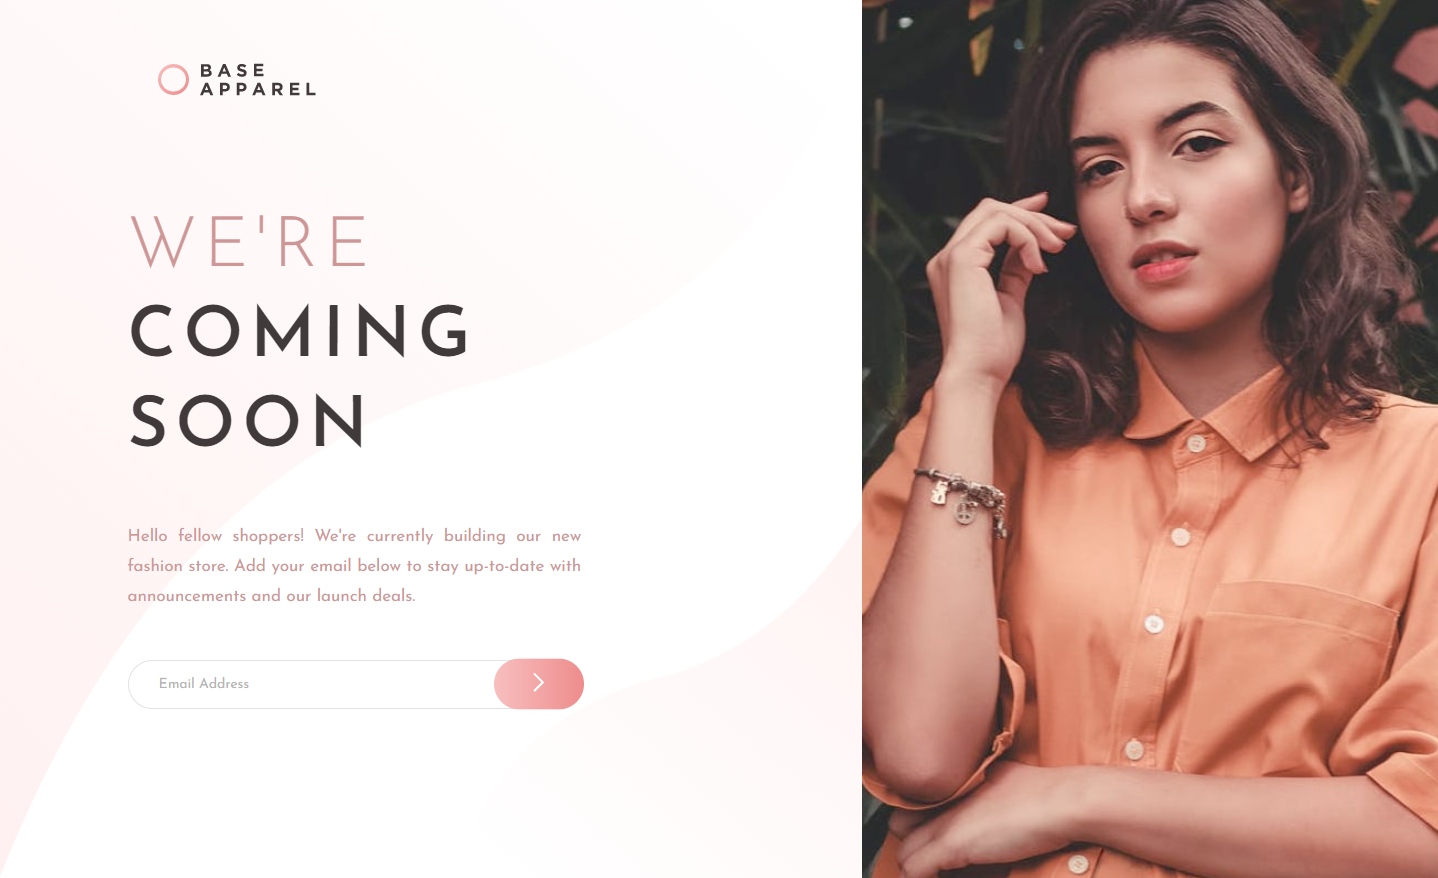 BASE
APPAREL
WE'RE
COMING
SOON
Hello fellow shoppers! We're currently building our new
fashion store. Add your email below to stay up-to-date with
announcements and our launch deals.
Email Address